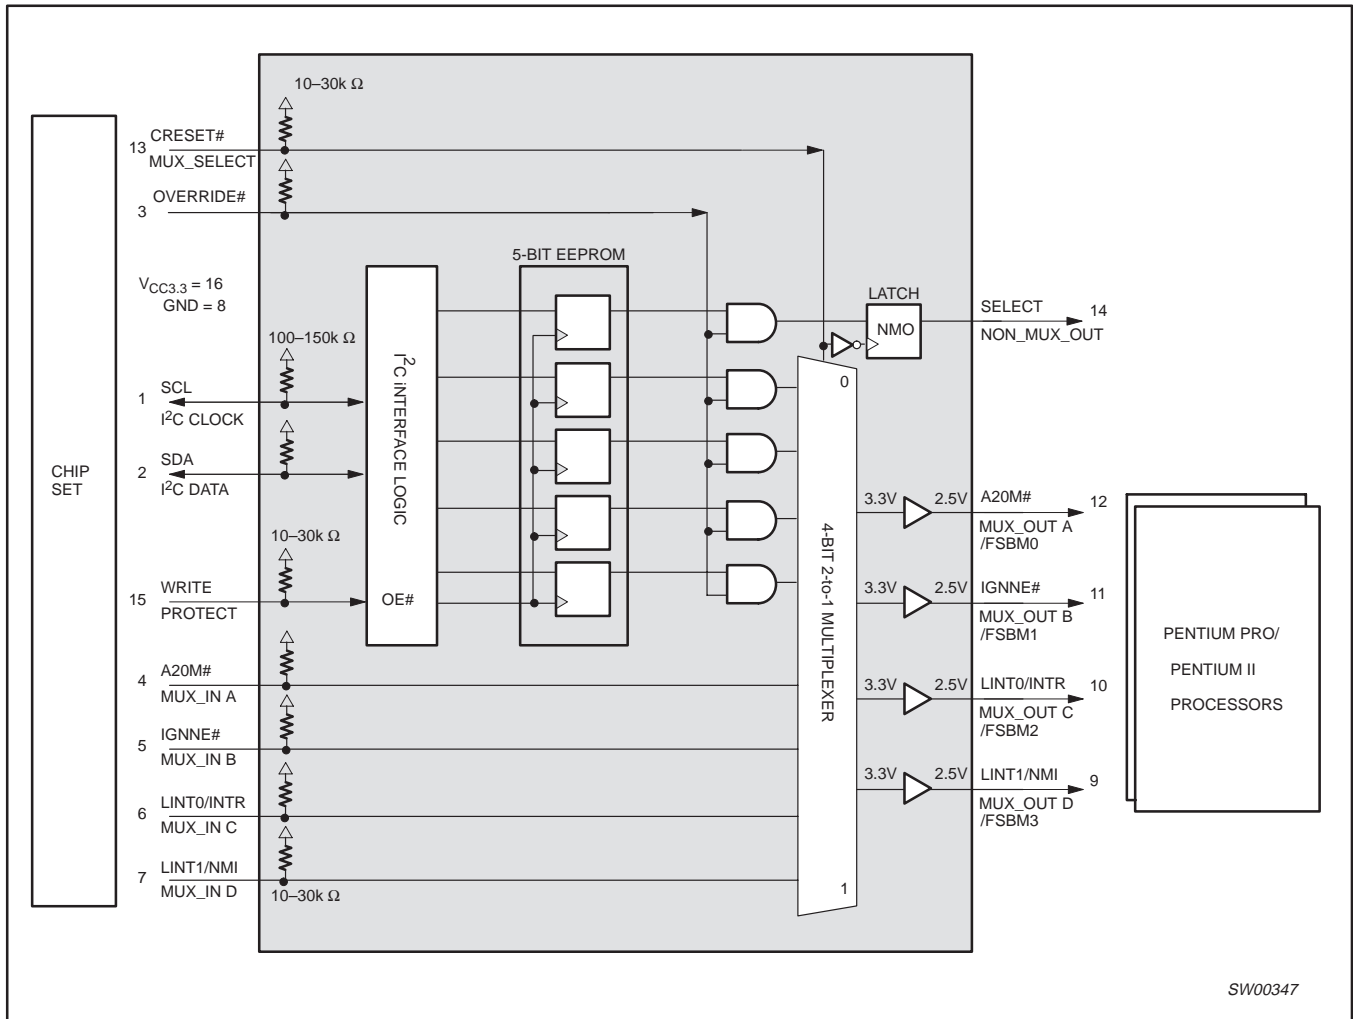 10–30k Ω
CRESET#
13
MUX_SELECT
OVERRIDE#
3
5-BIT EEPROM
VCC3.3 = 16
GND = 8
LATCH
NMO
SELECT
14
NON_MUX_OUT
100–150k Ω
SCL
1
I2C CLOCK
SDA
2
I2C DATA
CHIP
SET
I2C iNTERFACE LOGIC
OE#
0
4-BIT 2-to-1 MULTIPLEXER
1
10–30k Ω
WRITE
15
PROTECT
A20M#
4
MUX_IN A
IGNNE#
5
MUX_IN B
LINT0/INTR
6
MUX_IN C
LINT1/NMI
7
MUX_IN D
10–30k Ω
3.3V 2.5V A20M#
12
MUX_OUT A
/FSBM0
3.3V 2.5V IGNNE#
11
MUX_OUT B
/FSBM1
3.3V 2.5V LINT0/INTR
10
MUX_OUT C
/FSBM2
3.3V 2.5V LINT1/NMI
9
MUX_OUT D
/FSBM3
PENTIUM PRO/
PENTIUM II
PROCESSORS
SW00347